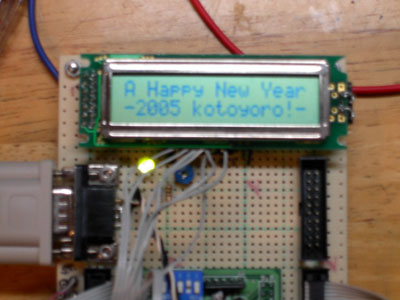 A Happy New Year
-2005 kotoyoro!-